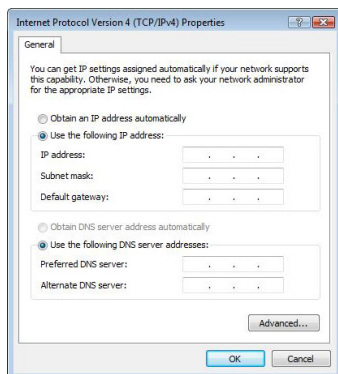 Internet Protocol Version 4 (TCP/IPv4) Properties
General
You can get IP settings assigned automatically if your network supports
this capability. Otherwise, you need to ask your network administrator
for the appropriate IP settings.
Obtain an IP address automatically
Use the following IP address:
IP address:
Subnet mask:
Default gateway:
Obtain DNS server address automatically
Use the following DNS server addresses:
Preferred DNS server:
Alternate DNS server:
Advanced...
OK Cancel